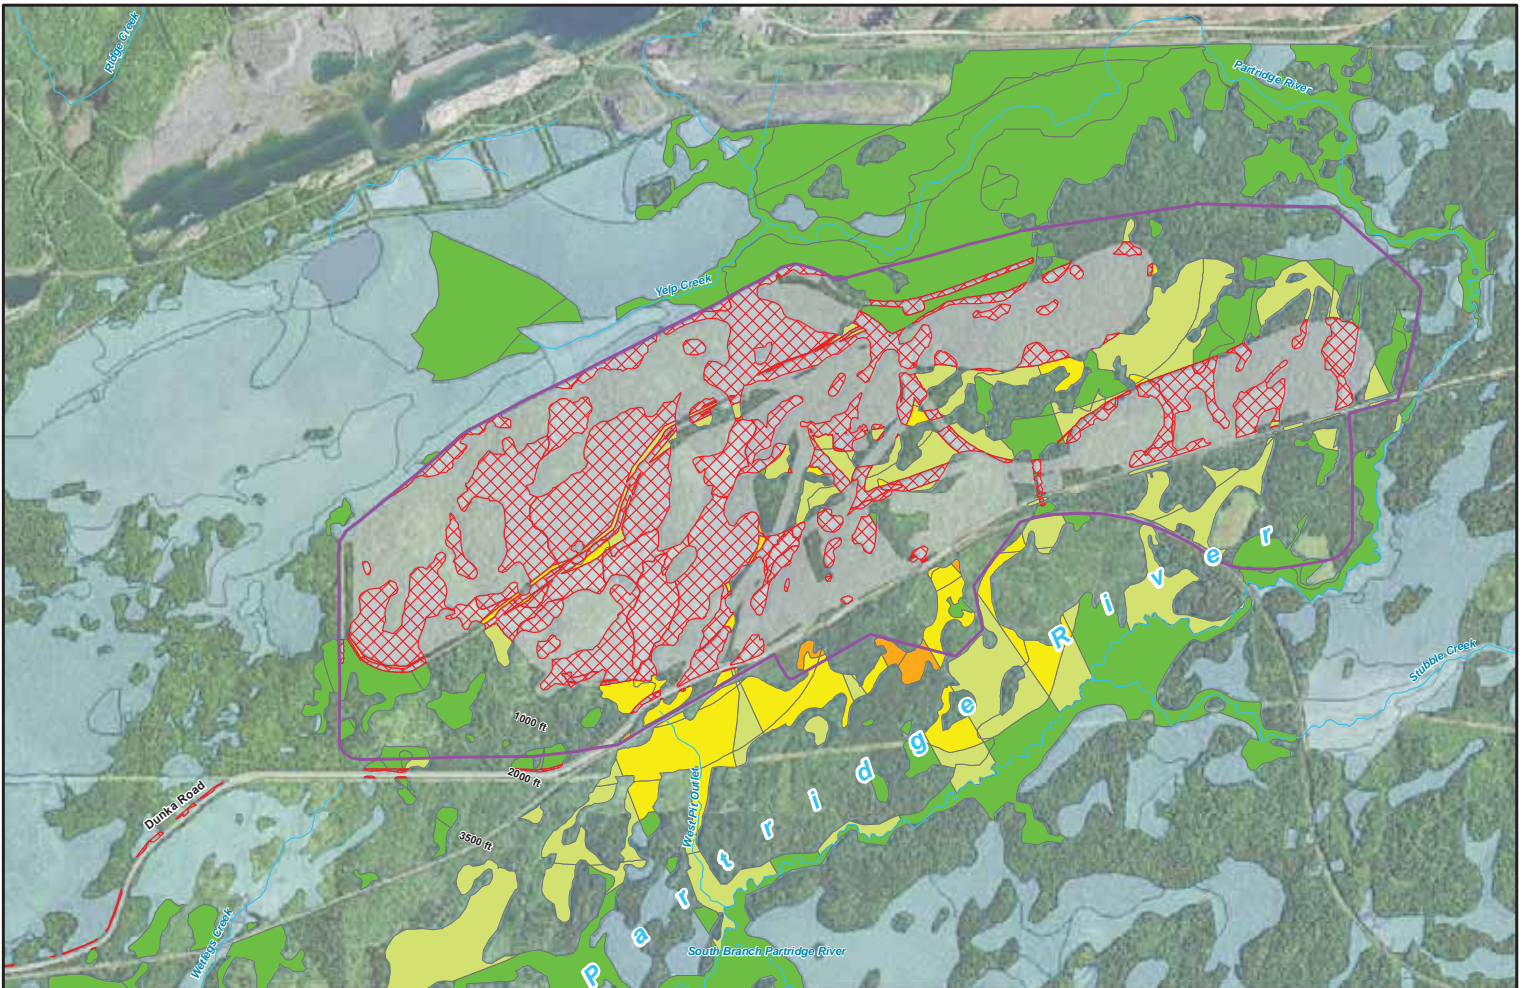 Ridge Creek
Partridge River
Yelp Creek
Stubble Creek
1000 ft
2000 ft
Dunka Road
3500 ft
West Pit Outlet
Wetlegs Creek
South Branch Partridge River
Partridge River